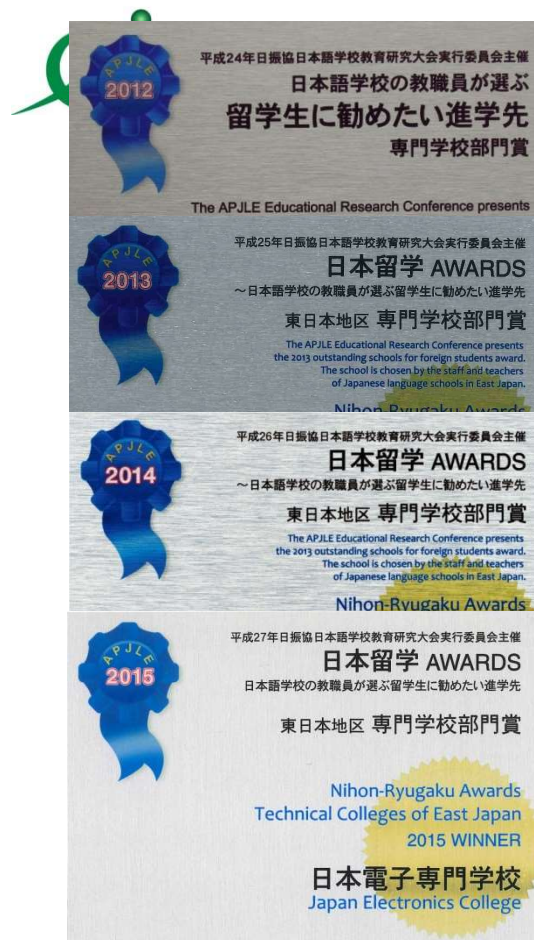 APJLE
2012
平成24年日振協日本語学校教育研究大会実行委員会主催
日本語学校の教職員が選ぶ
留学生に勧めたい進学先
専門学校部門賞
The APJLE Educational Research Conference presents
APJLE
2013
平成25年日振協日本語学校教育研究大会実行委員会主催
日本留学 AWARDS
～日本語学校の教職員が選ぶ留学生に勧めたい進学先
東日本地区 専門学校部門賞
The APJLE Educational Research Conference presents
the 2013 outstanding schools for foreign students award.
The school is chosen by the staff and teachers
of Japanese language schools in East Japan.
Nihon-Ryugaku Awards
APJLE
2014
平成26年日振協日本語学校教育研究大会実行委員会主催
日本留学 AWARDS
～日本語学校の教職員が選ぶ留学生に勧めたい進学先
東日本地区 専門学校部門賞
The APJLE Educational Research Conference presents
the 2013 outstanding schools for foreign students award.
The school is chosen by the staff and teachers
of Japanese language schools in East Japan.
Nihon-Ryugaku Awards
APJLE
2015
平成27年日振協日本語学校教育研究大会実行委員会主催
日本留学 AWARDS
日本語学校の教職員が選ぶ留学生に勧めたい進学先
東日本地区 専門学校部門賞
Nihon-Ryugaku Awards
Technical Colleges of East Japan
2015 WINNER
日本電子専門学校
Japan Electronics College